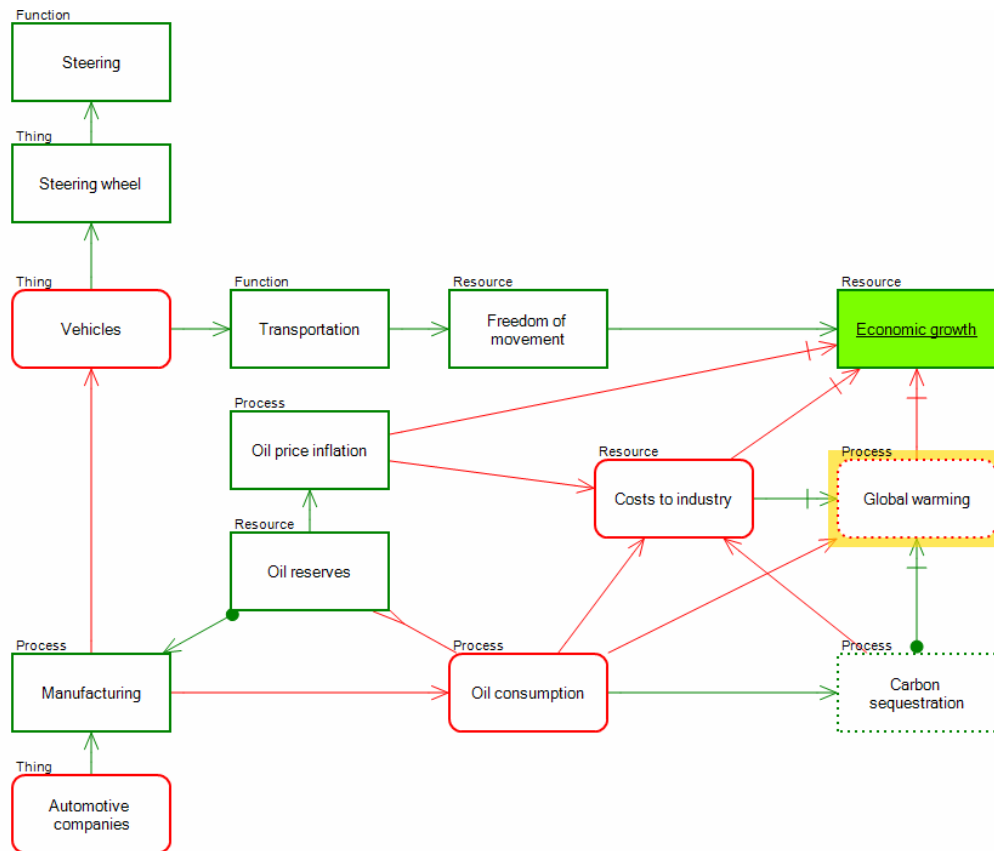 Function
Steering
Thing
Steering wheel
Thing
Vehicles
Function
Transportation
Resource
Freedom of
movement
Resource
Economic growth
Process
Oil price inflation
Resource
Costs to industry
Process
Global warming
Resource
Oil reserves
Process
Manufacturing
Process
Oil consumption
Process
Carbon
sequestration
Thing
Automotive
companies